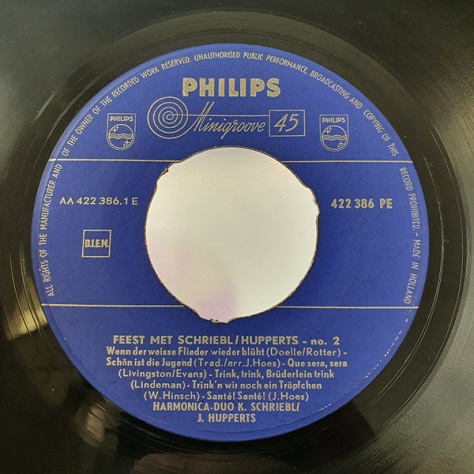 ALL RIGHTS OF THE MANUFACTURER AND OF THE OWNER OF THE RECORDED WORK RESERVED. UNAUTHORISED PUBLIC PERFORMANCE, BROADCASTING AND COPYING OF THIS RECORD PROHIBITED. - MADE IN HOLLAND
PHILIPS
Minigroove 45
PHILIPS PHILIPS
AA 422 386.1 E
422 386 PE
B.I.E.M.
FEEST MET SCHRIEBL/HUPPERTS - no. 2
Wenn der weisse Flieder wieder blüht (Doelle/Rotter) -
Schön ist die Jugend (Trad./arr. J. Hoes) - Que sera, sera
(Livingston/Evans) - Trink, trink, Brüderlein trink
(Lindeman) - Trink'n wir noch ein Tröpfchen
(W. Hinsch) - Santé! Santé! (J. Hoes)
HARMONICA-DUO K. SCHRIEBL/
J. HUPPERTS